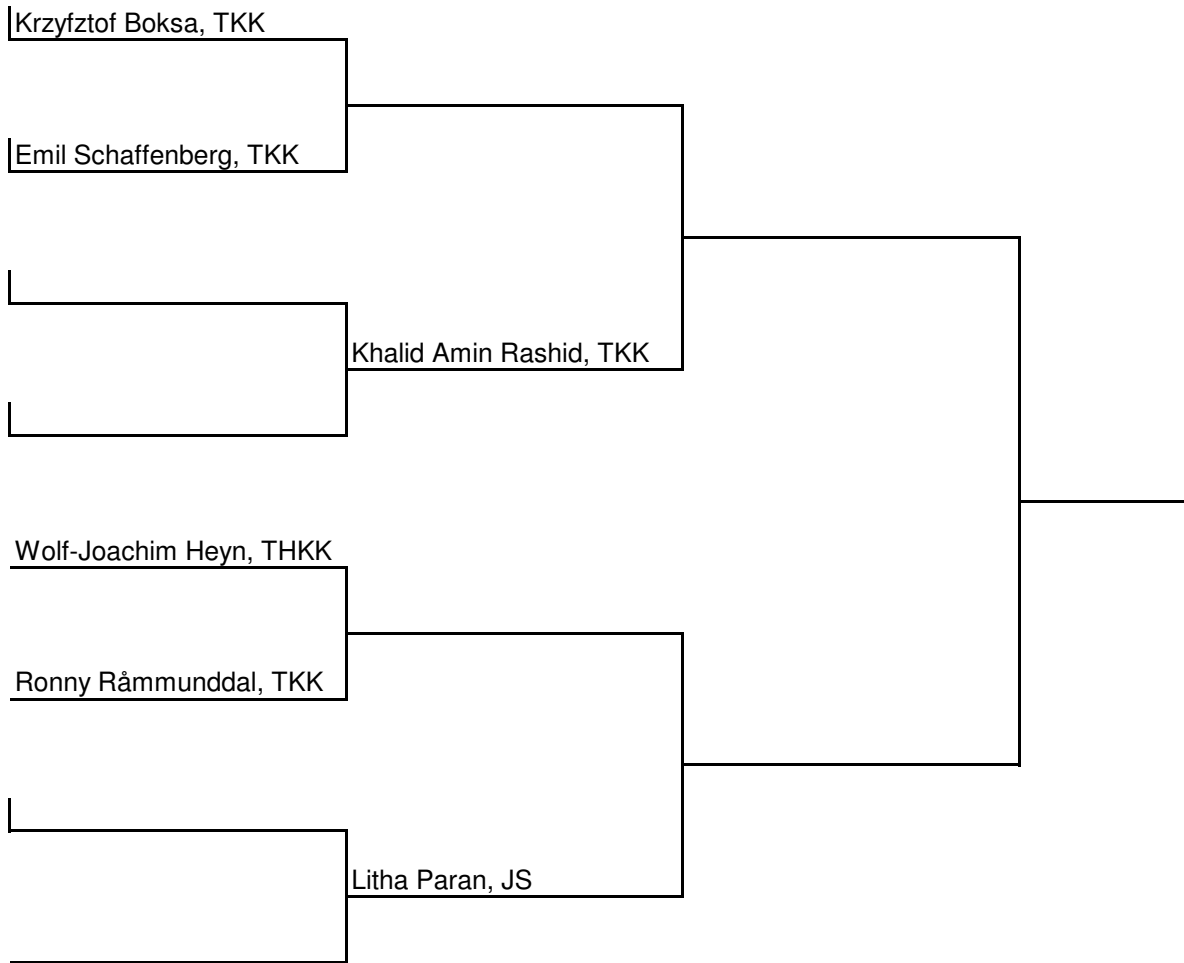 Krzyfztof Boksa, TKK
Emil Schaffenberg, TKK
Khalid Amin Rashid, TKK
Wolf-Joachim Heyn, THKK
Ronny Råmmunddal, TKK
Litha Paran, JS